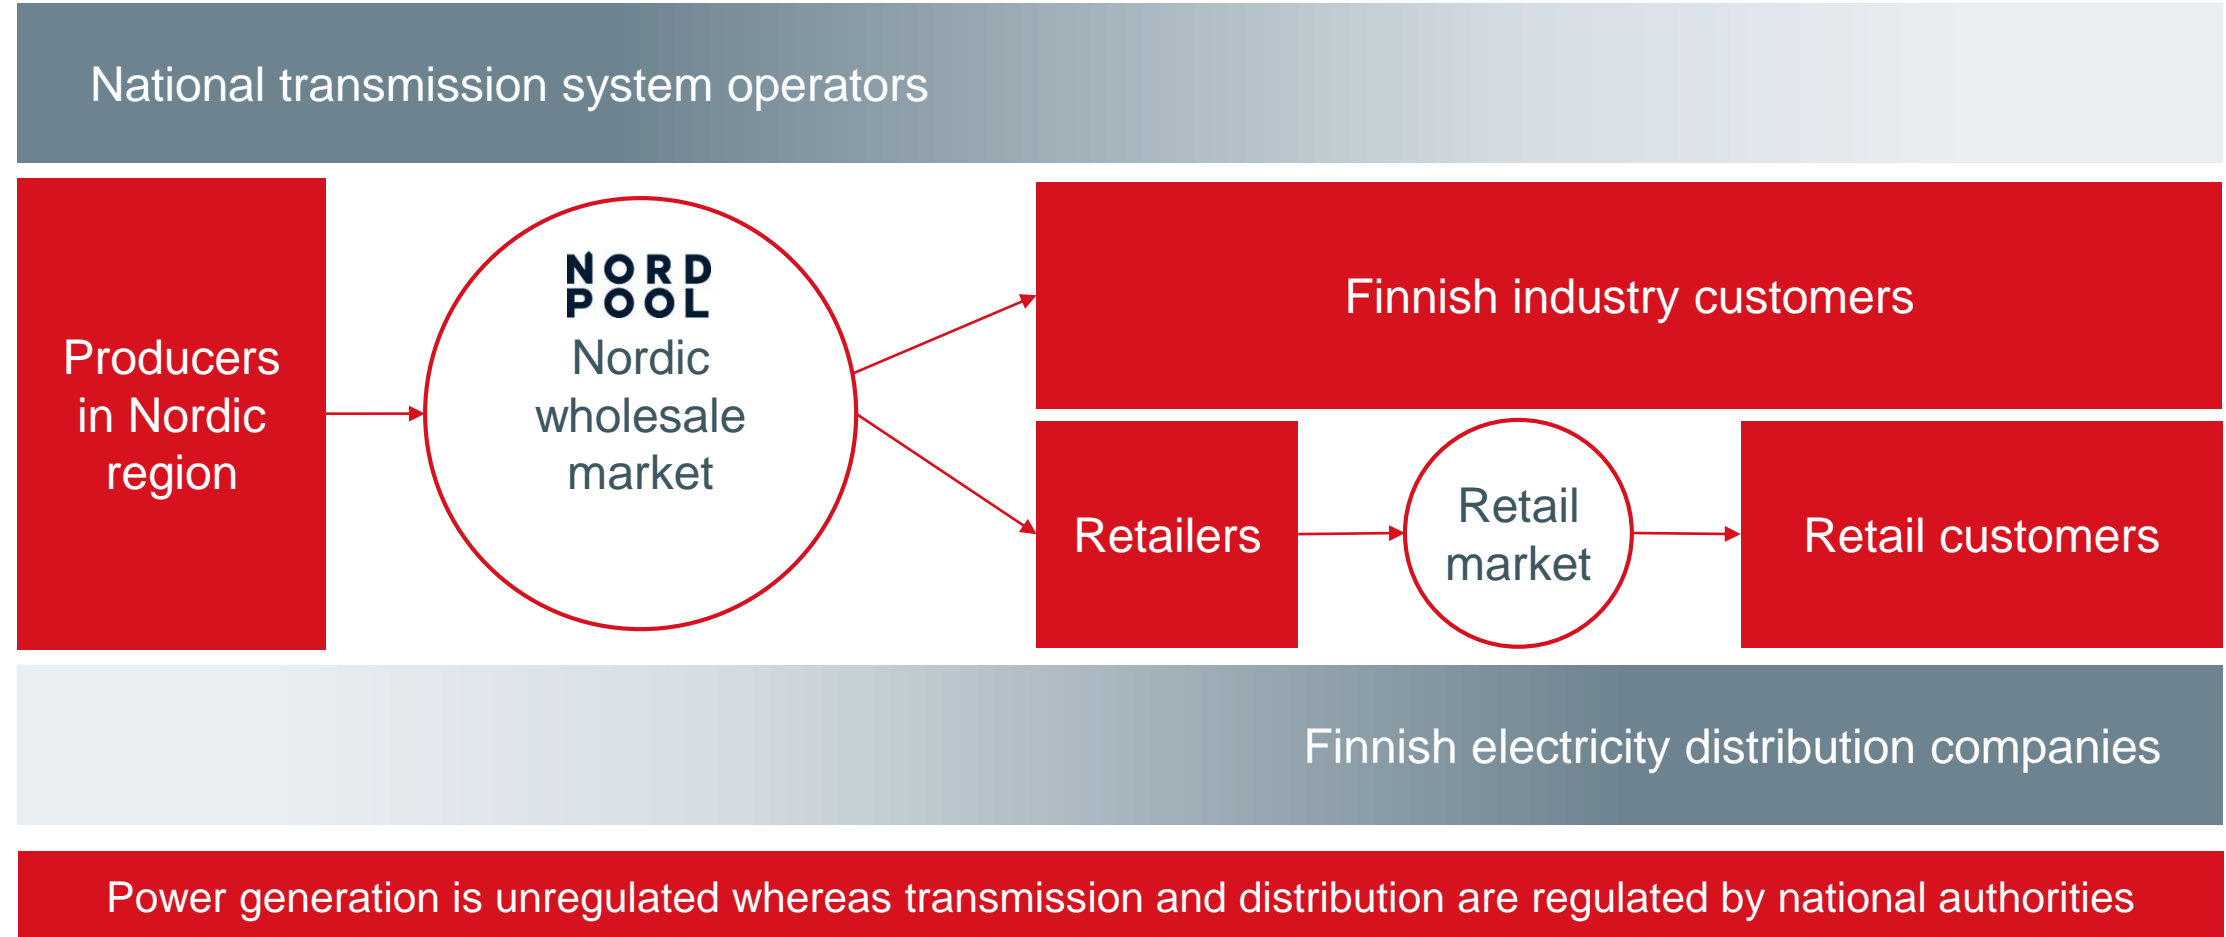 National transmission system operators
Producers
in Nordic
region
NORD
POOL
Nordic
wholesale
market
Finnish industry customers
Retailers
Retail
market
Retail customers
Finnish electricity distribution companies
Power generation is unregulated whereas transmission and distribution are regulated by national authorities